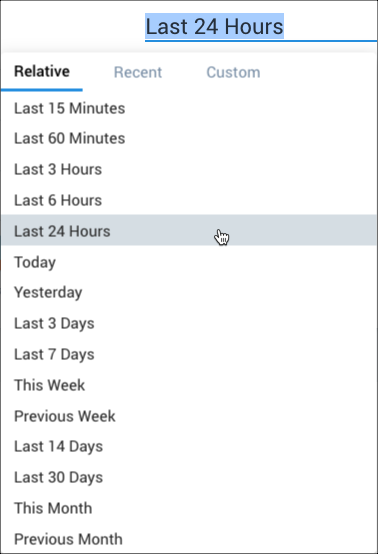 Last 24 Hours
Relative Recent Custom
Last 15 Minutes
Last 60 Minutes
Last 3 Hours
Last 6 Hours
Last 24 Hours
Today
Yesterday
Last 3 Days
Last 7 Days
This Week
Previous Week
Last 14 Days
Last 30 Days
This Month
Previous Month